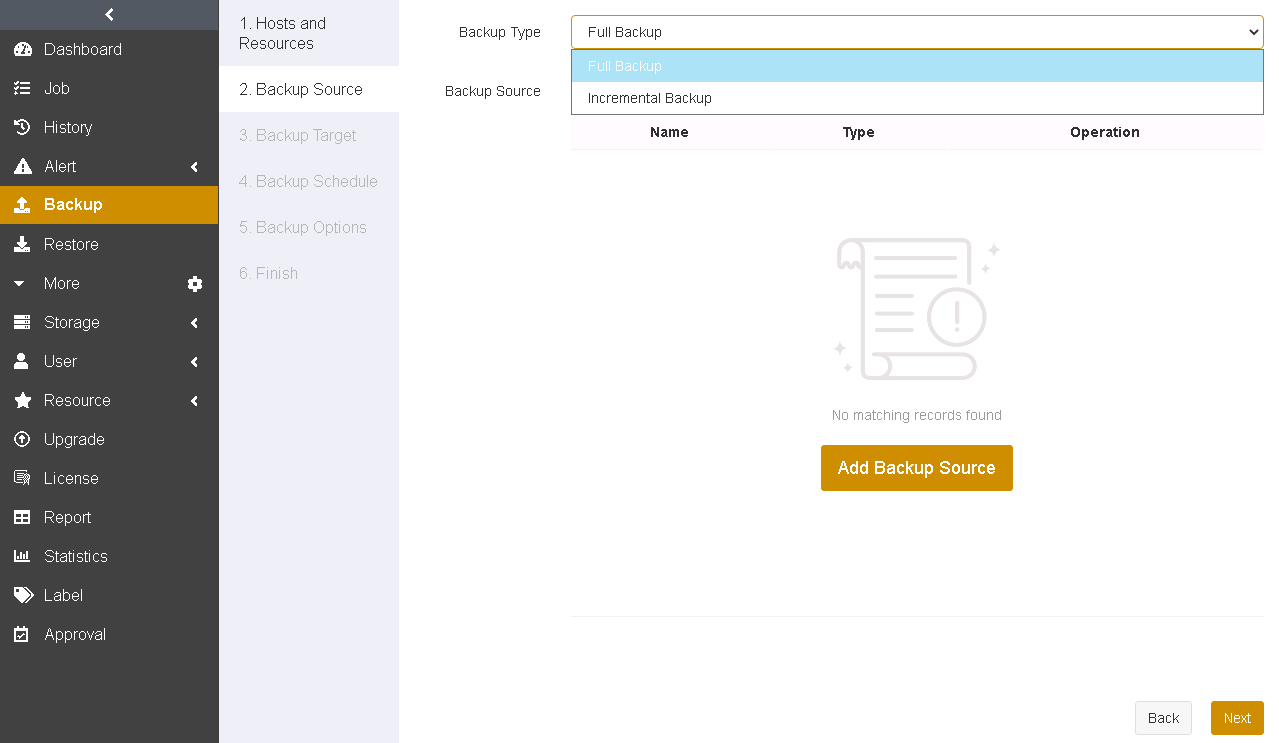 Dashboard
Job
History
Alert
Backup
Restore
More
Storage
User
Resource
Upgrade
License
Report
Statistics
Label
Approval
1. Hosts and
Resources
2. Backup Source
3. Backup Target
4. Backup Schedule
5. Backup Options
6. Finish
Backup Type
Full Backup
Full Backup
Incremental Backup
Backup Source
Name Type Operation
No matching records found
Add Backup Source
Back Next